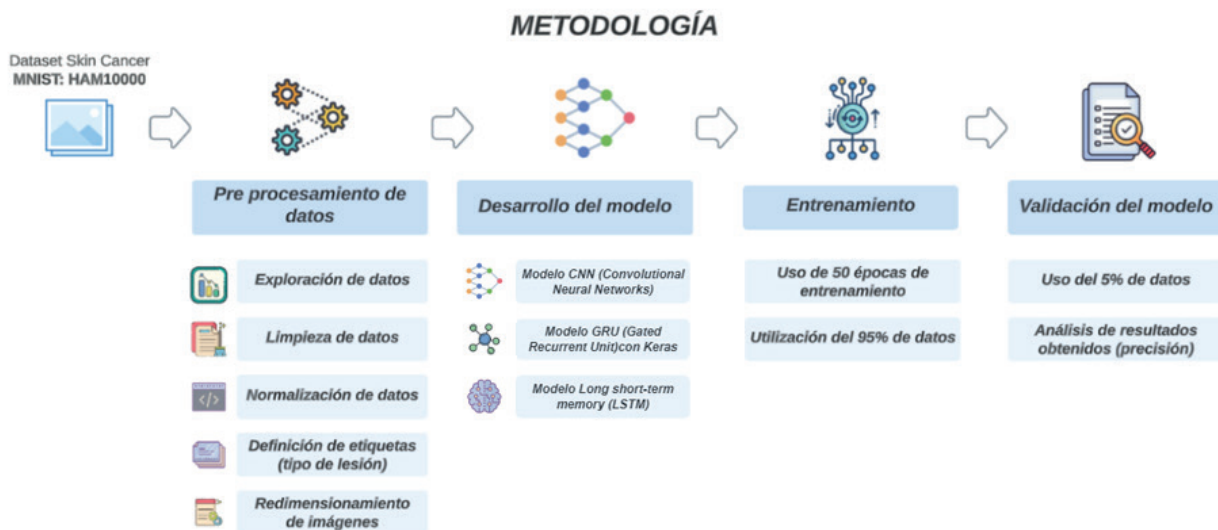 METODOLOGÍA
Dataset Skin Cancer
MNIST: HAM10000
Pre procesamiento de
datos
Exploración de datos
Limpieza de datos
Normalización de datos
Definición de etiquetas
(tipo de lesión)
Redimensionamiento
de imágenes
Desarrollo del modelo
Modelo CNN (Convolutional
Neural Networks)
Modelo GRU (Gated
Recurrent Unit)con Keras
Modelo Long short-term
memory (LSTM)
Entrenamiento
Uso de 50 épocas de
entrenamiento
Utilización del 95% de datos
Validación del modelo
Uso del 5% de datos
Análisis de resultados
obtenidos (precisión)